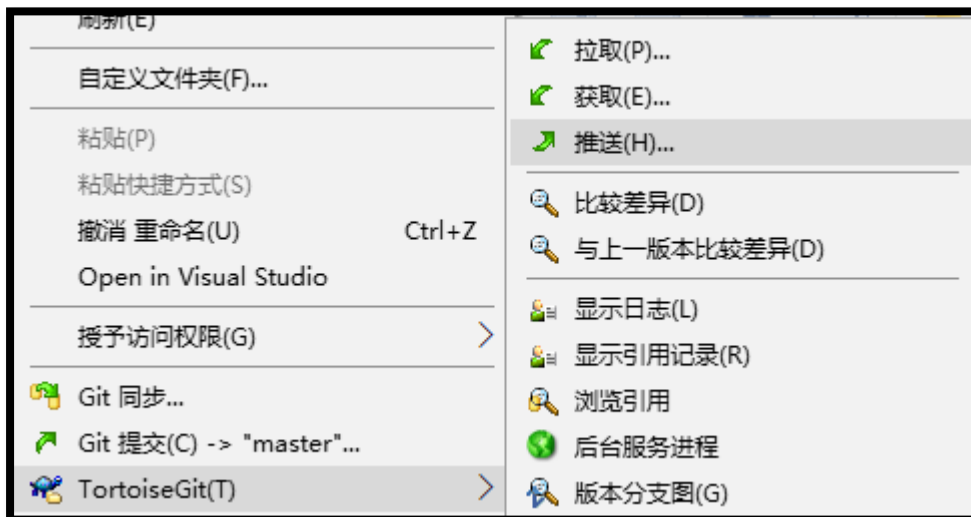 刷新(E)
自定义文件夹(F)...
粘贴(P)
粘贴快捷方式(S)
撤消 重命名(U) Ctrl+Z
Open in Visual Studio
授予访问权限(G)
Git 同步...
Git 提交(C) -> "master"...
TortoiseGit(T)
拉取(P)...
获取(E)...
推送(H)...
比较差异(D)
与上一版本比较差异(D)
显示日志(L)
显示引用记录(R)
浏览引用
后台服务进程
版本分支图(G)